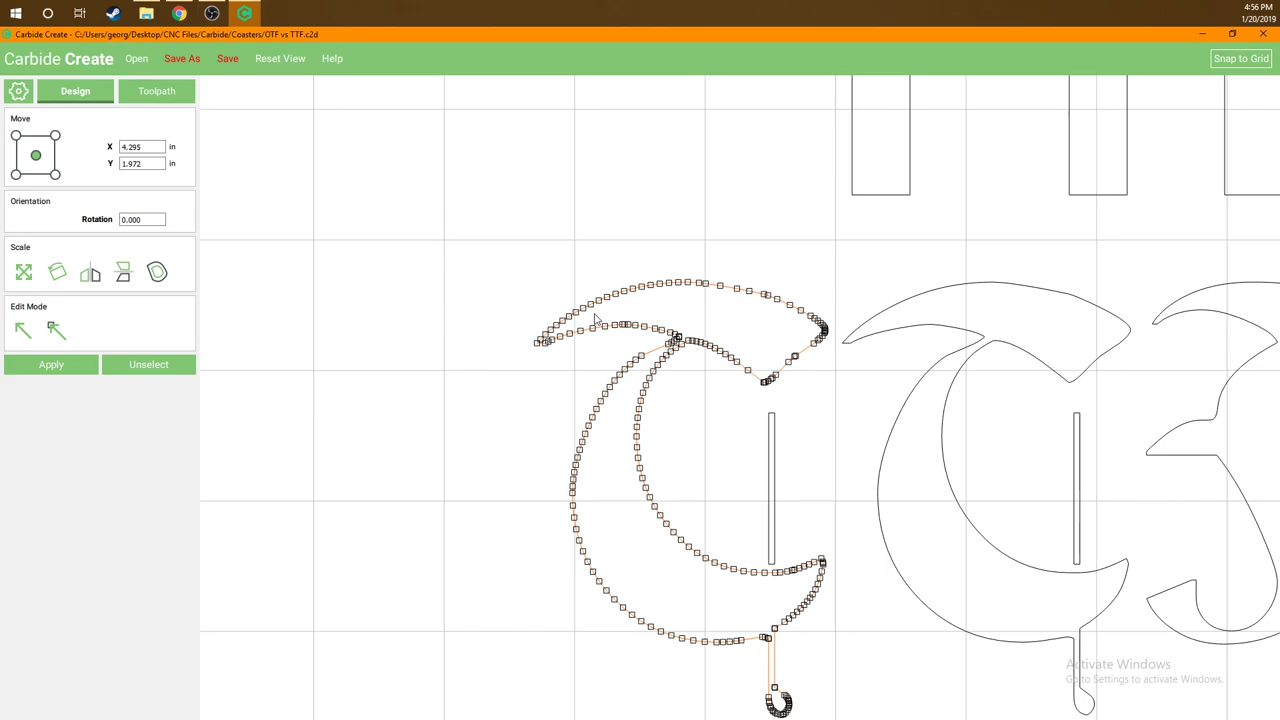 4:56 PM
1/20/2019
Carbide Create - C:/Users/georg/Desktop/CNC Files/Carbide/Coasters/OTF vs TTF.c2d
Carbide Create Open Save As Save Reset View Help Snap to Grid
Design Toolpath
Move
X 4.295 in
Y 1.972 in
Orientation
Rotation 0.000
Scale
Edit Mode
Apply Unselect
Activate Windows
Go to Settings to activate Windows.